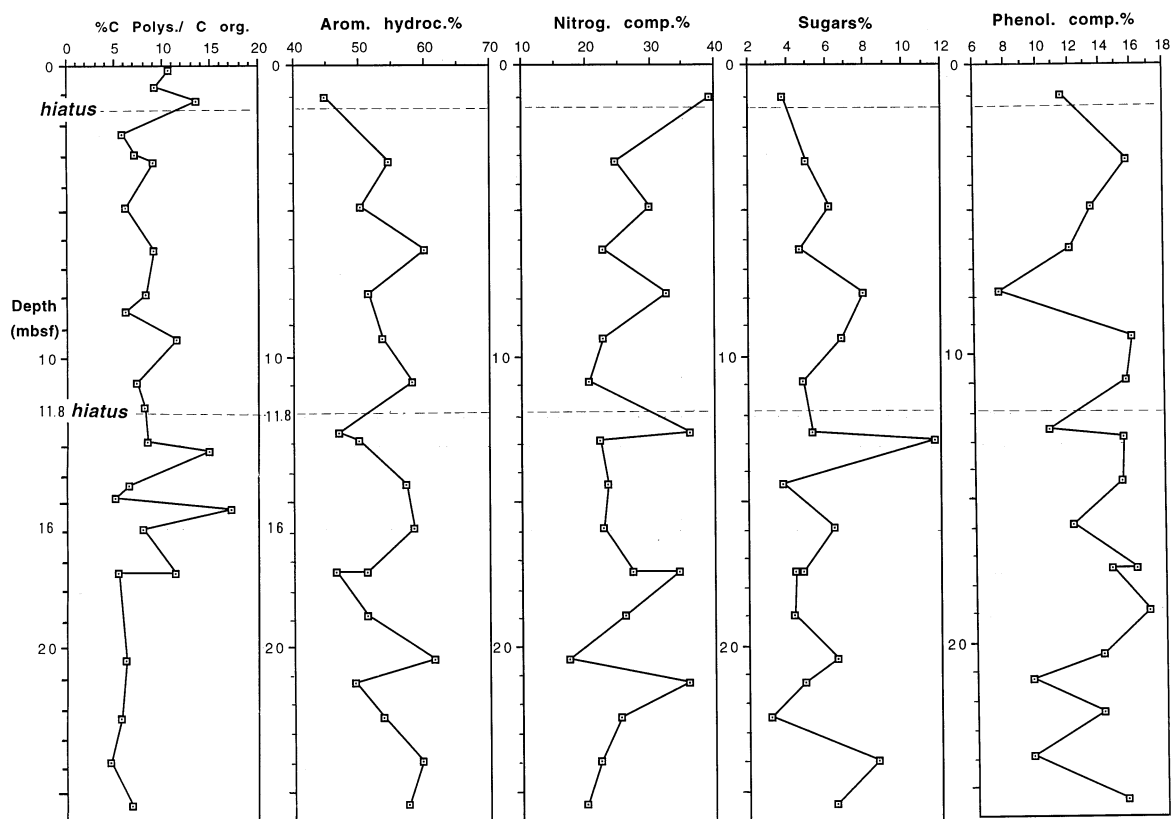 %C Polys./ C org.
Arom. hydroc.%
Nitrog. comp.%
Sugars%
Phenol. comp.%
0 5 10 15 20
40 50 60 70
10 20 30 40
2 4 6 8 10 12
6 8 10 12 14 16 18
0
0
0
0
0
hiatus
Depth
(mbsf)
10
10
10
10
10
11.8 hiatus
11.8
16
16
20
20
20
20
20